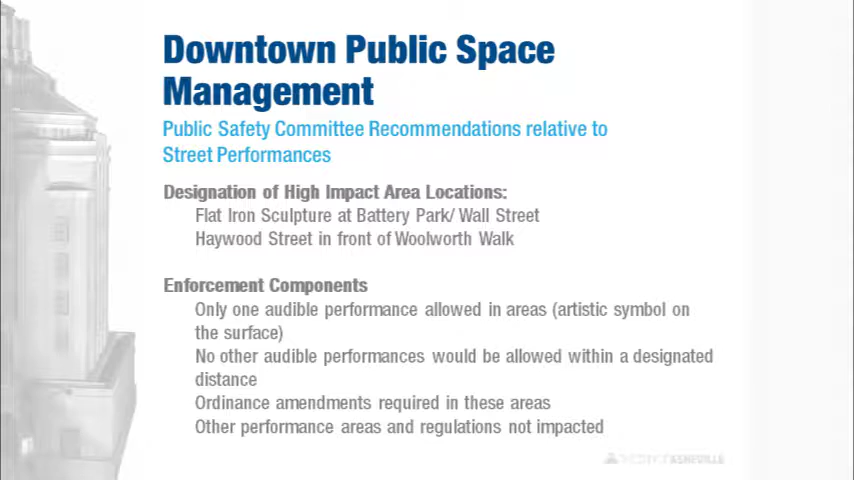 Downtown Public Space
Management
Public Safety Committee Recommendations relative to
Street Performances
Designation of High Impact Area Locations:
Flat Iron Sculpture at Battery Park/ Wall Street
Haywood Street in front of Woolworth Walk
Enforcement Components
Only one audible performance allowed in areas (artistic symbol on
the surface)
No other audible performances would be allowed within a designated
distance
Ordinance amendments required in these areas
Other performance areas and regulations not impacted
ASHEVILLE